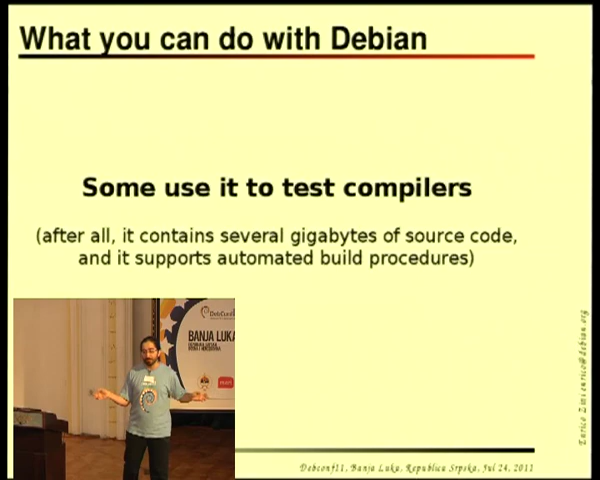 What you can do with Debian
Some use it to test compilers
(after all, it contains several gigabytes of source code,
and it supports automated build procedures)
BANJA LUKA
Enrico Zini enrico@debian.org
Debconf11, Banja Luka, Republica Srpska, Jul 24, 2011